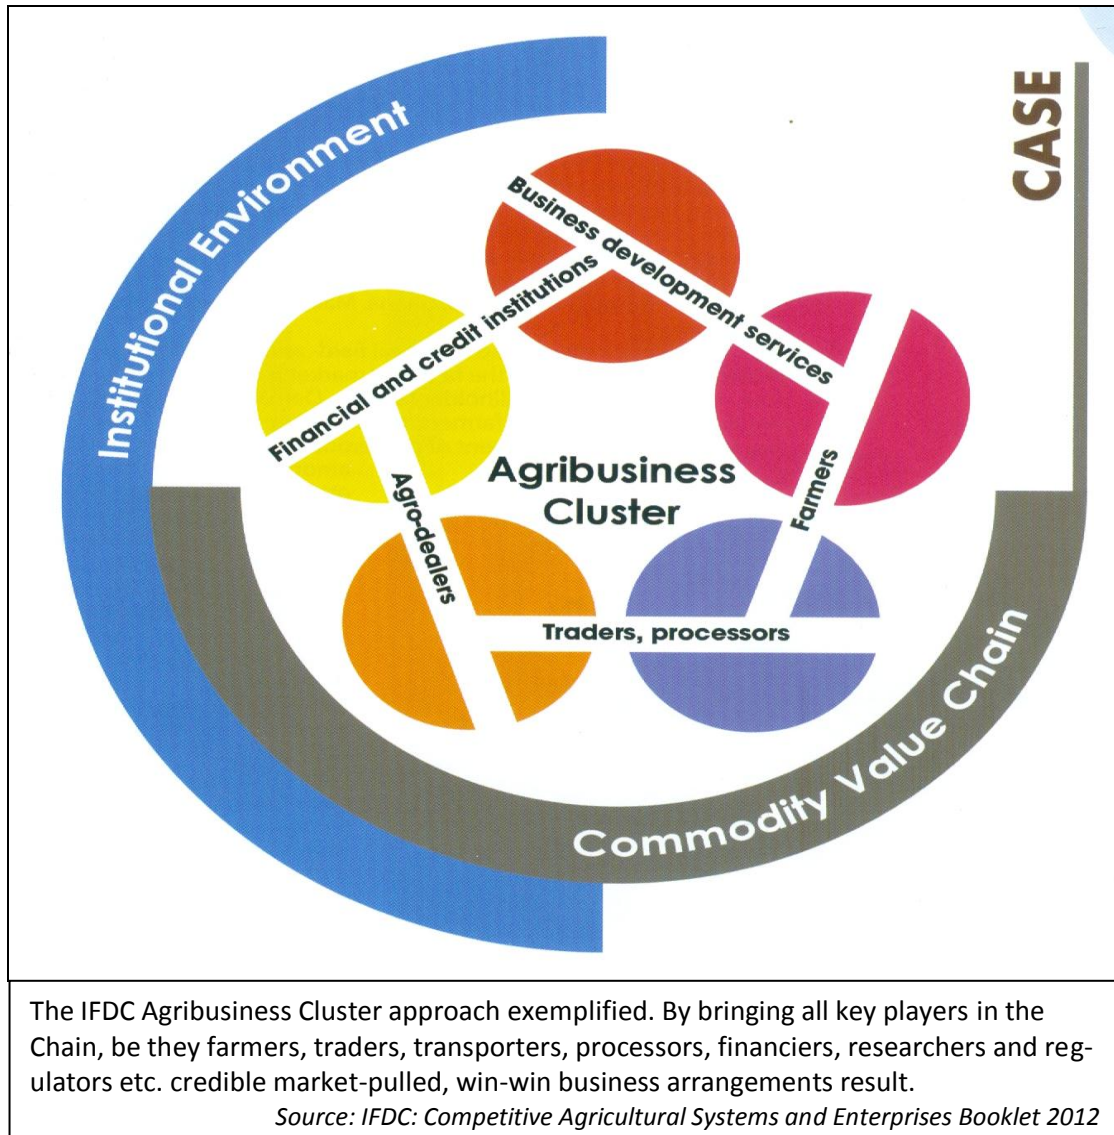 Institutional Environment
CASE
Business development services
Financial and credit institutions
Agribusiness
Cluster
Farmers
Agro-dealers
Traders, processors
Commodity Value Chain
The IFDC Agribusiness Cluster approach exemplified. By bringing all key players in the
Chain, be they farmers, traders, transporters, processors, financiers, researchers and reg-
ulators etc. credible market-pulled, win-win business arrangements result.
Source: IFDC: Competitive Agricultural Systems and Enterprises Booklet 2012